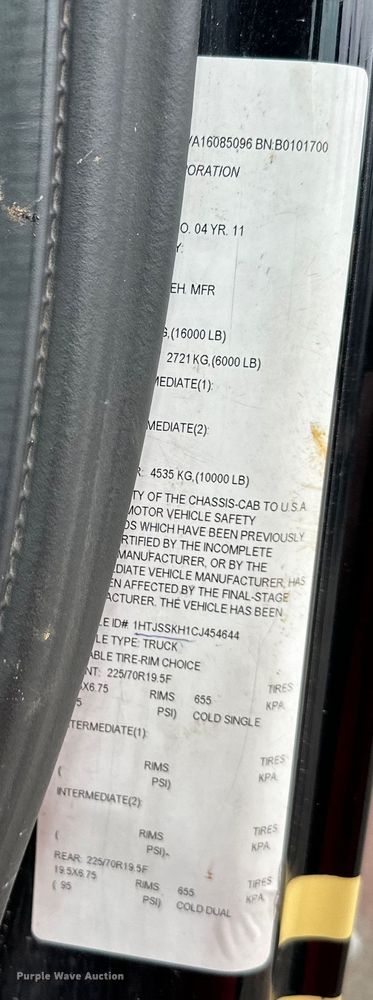 /A16085096 BN:B0101700
ORATION
O. 04 YR. 11
Y:
EH. MFR
G,(16000 LB)
2721 KG,(6000 LB)
MEDIATE(1):
MEDIATE(2):
R: 4535 KG,(10000 LB)
TY OF THE CHASSIS-CAB TO U.S.A
MOTOR VEHICLE SAFETY
DS WHICH HAVE BEEN PREVIOUSLY
RTIFIED BY THE INCOMPLETE
MANUFACTURER, OR BY THE
EDIATE VEHICLE MANUFACTURER, HAS
EN AFFECTED BY THE FINAL-STAGE
ACTURER. THE VEHICLE HAS BEEN
LE ID# 1HTJSSKH1CJ454644
LE TYPE: TRUCK
ABLE TIRE-RIM CHOICE
NT: 225/70R19.5F TIRES
X6.75 RIMS 655 KPA
5 PSI) COLD SINGLE
TERMEDIATE(1): TIRES
RIMS KPA
( PSI)
INTERMEDIATE(2): TIRES
RIMS KPA
( PSI)
REAR: 225/70R19.5F TIRES
19.5X6.75 RIMS 655 KPA
( 95 PSI) COLD DUAL
Purple Wave Auction